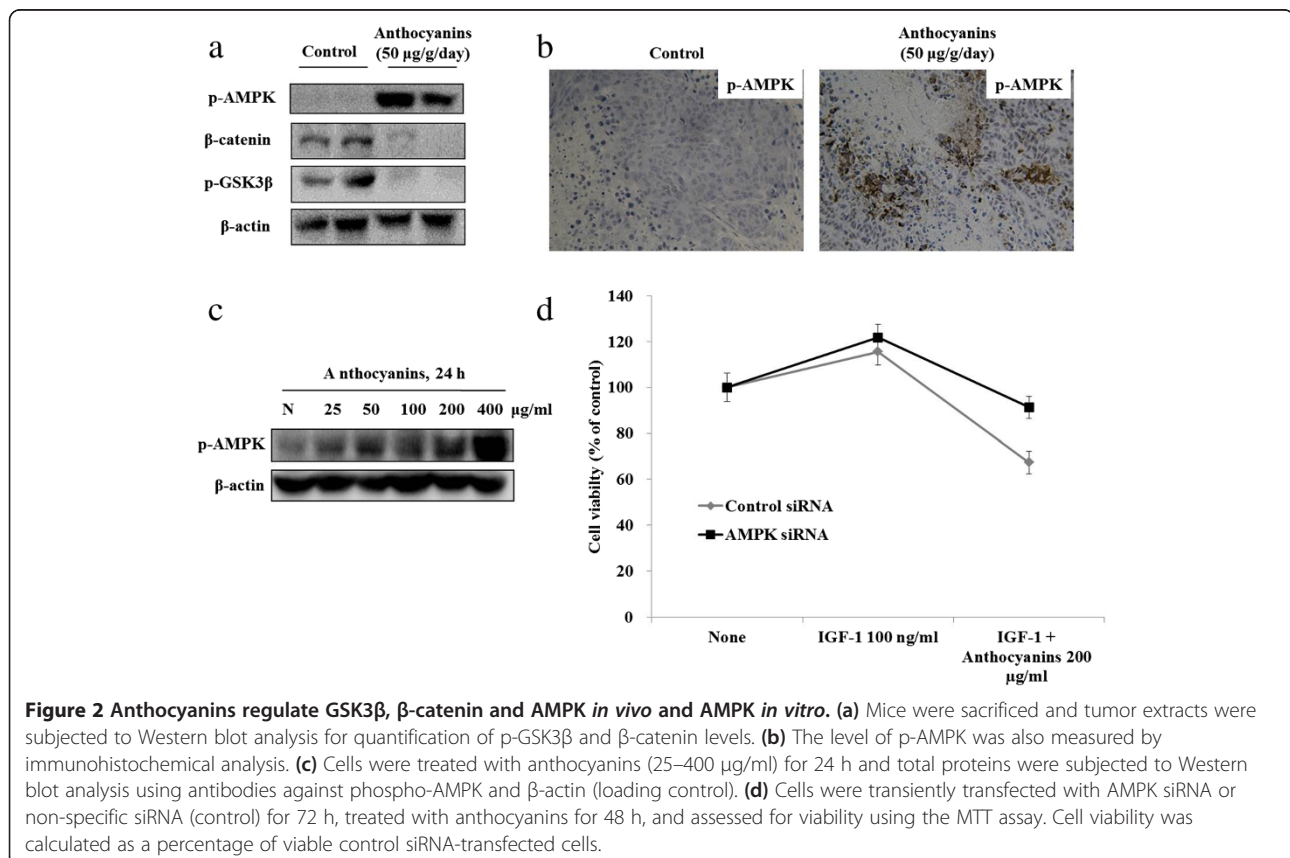 a
Control
Anthocyanins
(50 µg/g/day)
p-AMPK
β-catenin
p-GSK3β
β-actin
b
Control
Anthocyanins
(50 µg/g/day)
p-AMPK
p-AMPK
c
A nthocyanins, 24 h
N 25 50 100 200 400 µg/ml
p-AMPK
β-actin
d
Cell viabilty (% of control)
140
120
100
80
60
40
20
0
Control siRNA
AMPK siRNA
None
IGF-1 100 ng/ml
IGF-1 +
Anthocyanins 200
µg/ml
Figure 2 Anthocyanins regulate GSK3β, β-catenin and AMPK in vivo and AMPK in vitro. (a) Mice were sacrificed and tumor extracts were
subjected to Western blot analysis for quantification of p-GSK3β and β-catenin levels. (b) The level of p-AMPK was also measured by
immunohistochemical analysis. (c) Cells were treated with anthocyanins (25–400 µg/ml) for 24 h and total proteins were subjected to Western
blot analysis using antibodies against phospho-AMPK and β-actin (loading control). (d) Cells were transiently transfected with AMPK siRNA or
non-specific siRNA (control) for 72 h, treated with anthocyanins for 48 h, and assessed for viability using the MTT assay. Cell viability was
calculated as a percentage of viable control siRNA-transfected cells.